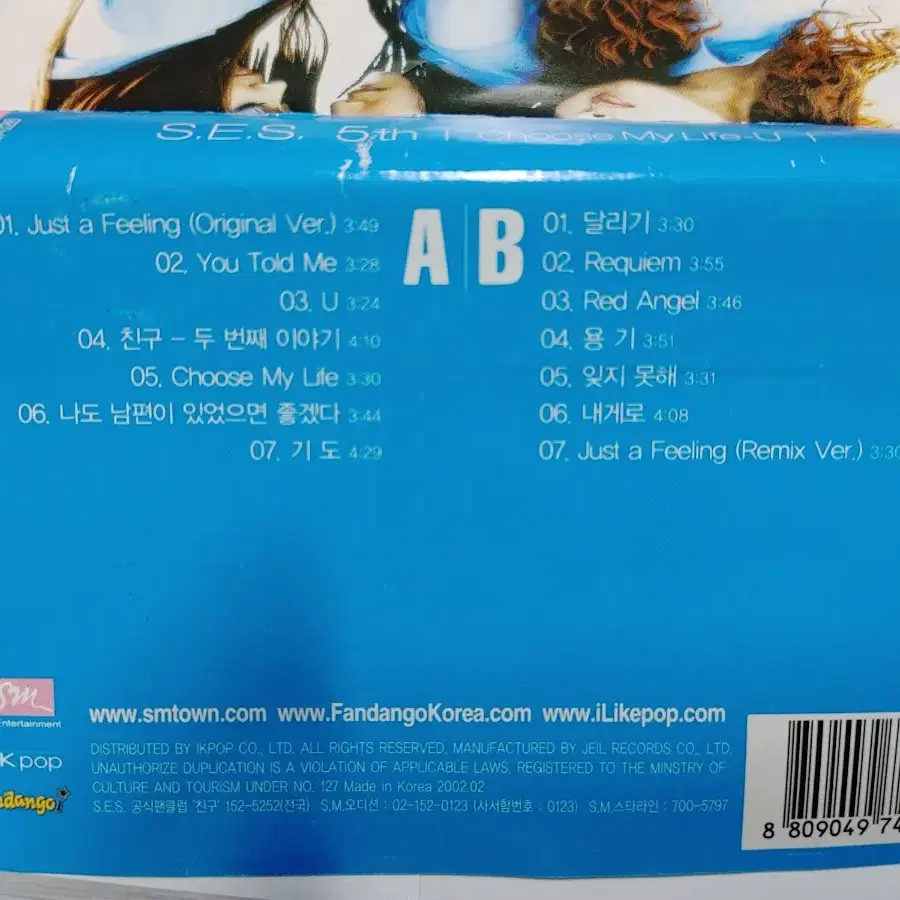 S.E.S. 5th | Choose My Life-U |
01. Just a Feeling (Original Ver.) 3:49
02. You Told Me 3:28
03. U 3:24
04. 친구 - 두 번째 이야기 4:10
05. Choose My Life 3:30
06. 나도 남편이 있었으면 좋겠다 3:44
07. 기 도 4:29
A B
01. 달리기 3:30
02. Requiem 3:55
03. Red Angel 3:46
04. 용 기 3:51
05. 잊지 못해 3:31
06. 내게로 4:08
07. Just a Feeling (Remix Ver.) 3:30
sm
Entertainment
K pop
ndango
www.smtown.com www.FandangoKorea.com www.iLikepop.com
DISTRIBUTED BY IKPOP CO., LTD. ALL RIGHTS RESERVED. MANUFACTURED BY JEIL RECORDS CO., LTD.
UNAUTHORIZE DUPLICATION IS A VIOLATION OF APPLICABLE LAWS, REGISTERED TO THE MINSTRY OF
CULTURE AND TOURISM UNDER NO. 127 Made in Korea 2002.02
S.E.S. 공식팬클럽 '친구' 152-5252(전국) S.M.오디션 : 02-152-0123 (사서함번호 : 0123) S.M.스타라인 : 700-5797
8 809049 74